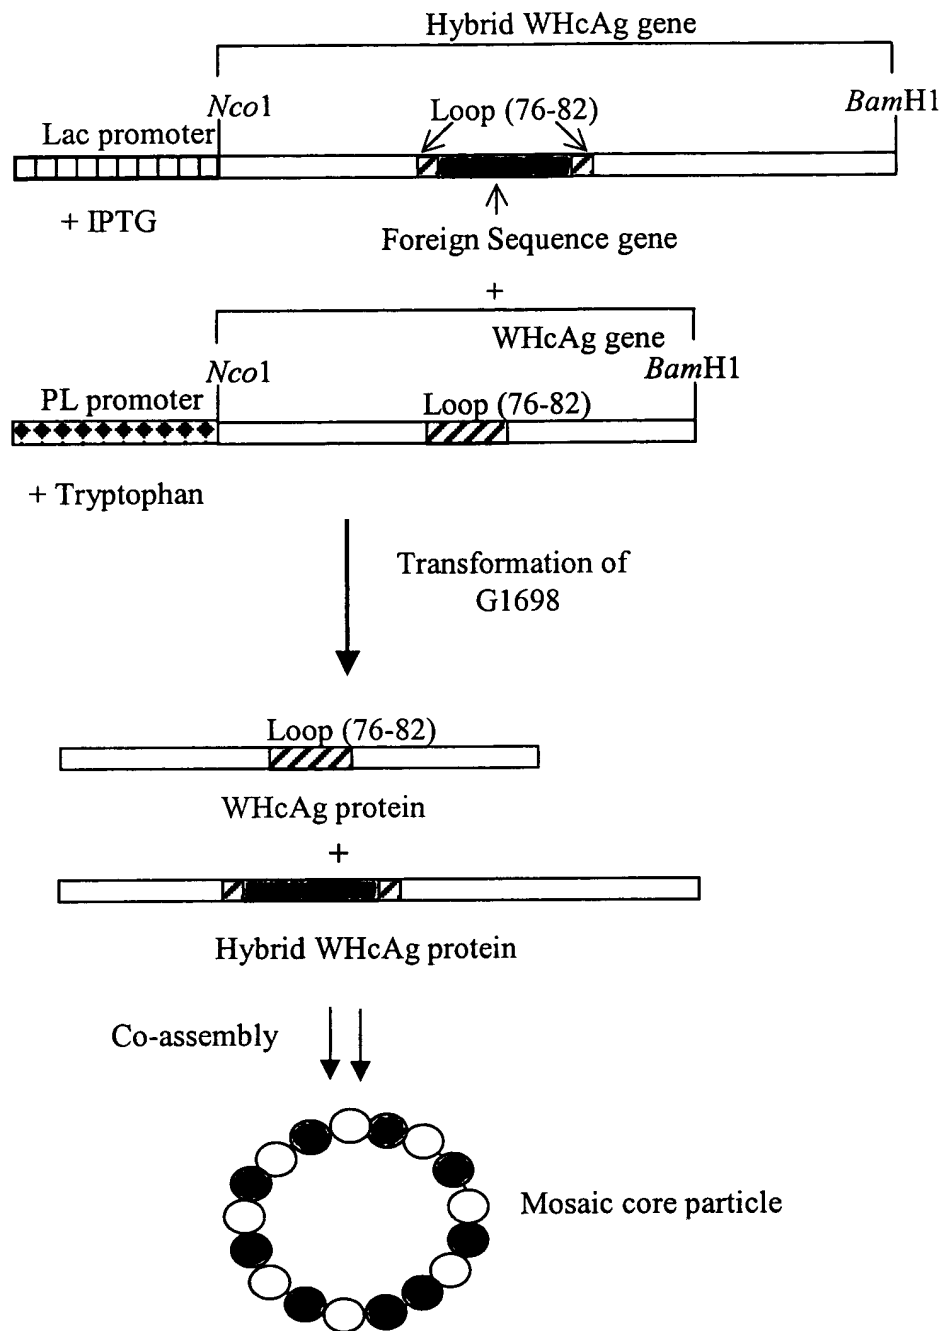 Hybrid WHcAg gene
Nco1
Loop (76-82)
BamH1
Lac promoter
+ IPTG
Foreign Sequence gene
+
WHcAg gene
Nco1
BamH1
PL promoter
Loop (76-82)
+ Tryptophan
Transformation of
G1698
Loop (76-82)
WHcAg protein
+
Hybrid WHcAg protein
Co-assembly
Mosaic core particle